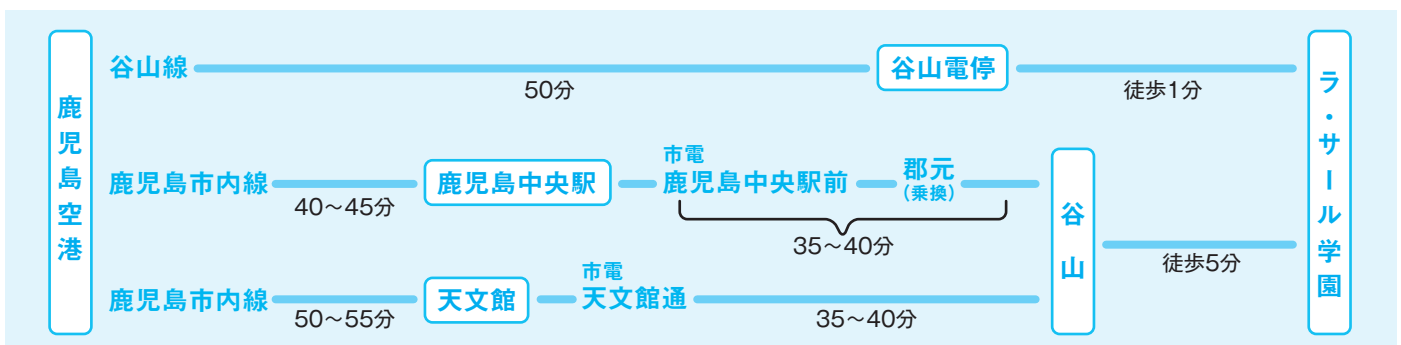 鹿児島空港
谷山線
50分
谷山電停
徒歩1分
鹿児島市内線
40～45分
鹿児島中央駅
市電
鹿児島中央駅前
郡元
(乗換)
35～40分
鹿児島市内線
50～55分
天文館
市電
天文館通
35～40分
谷山
徒歩5分
ラ・サール学園